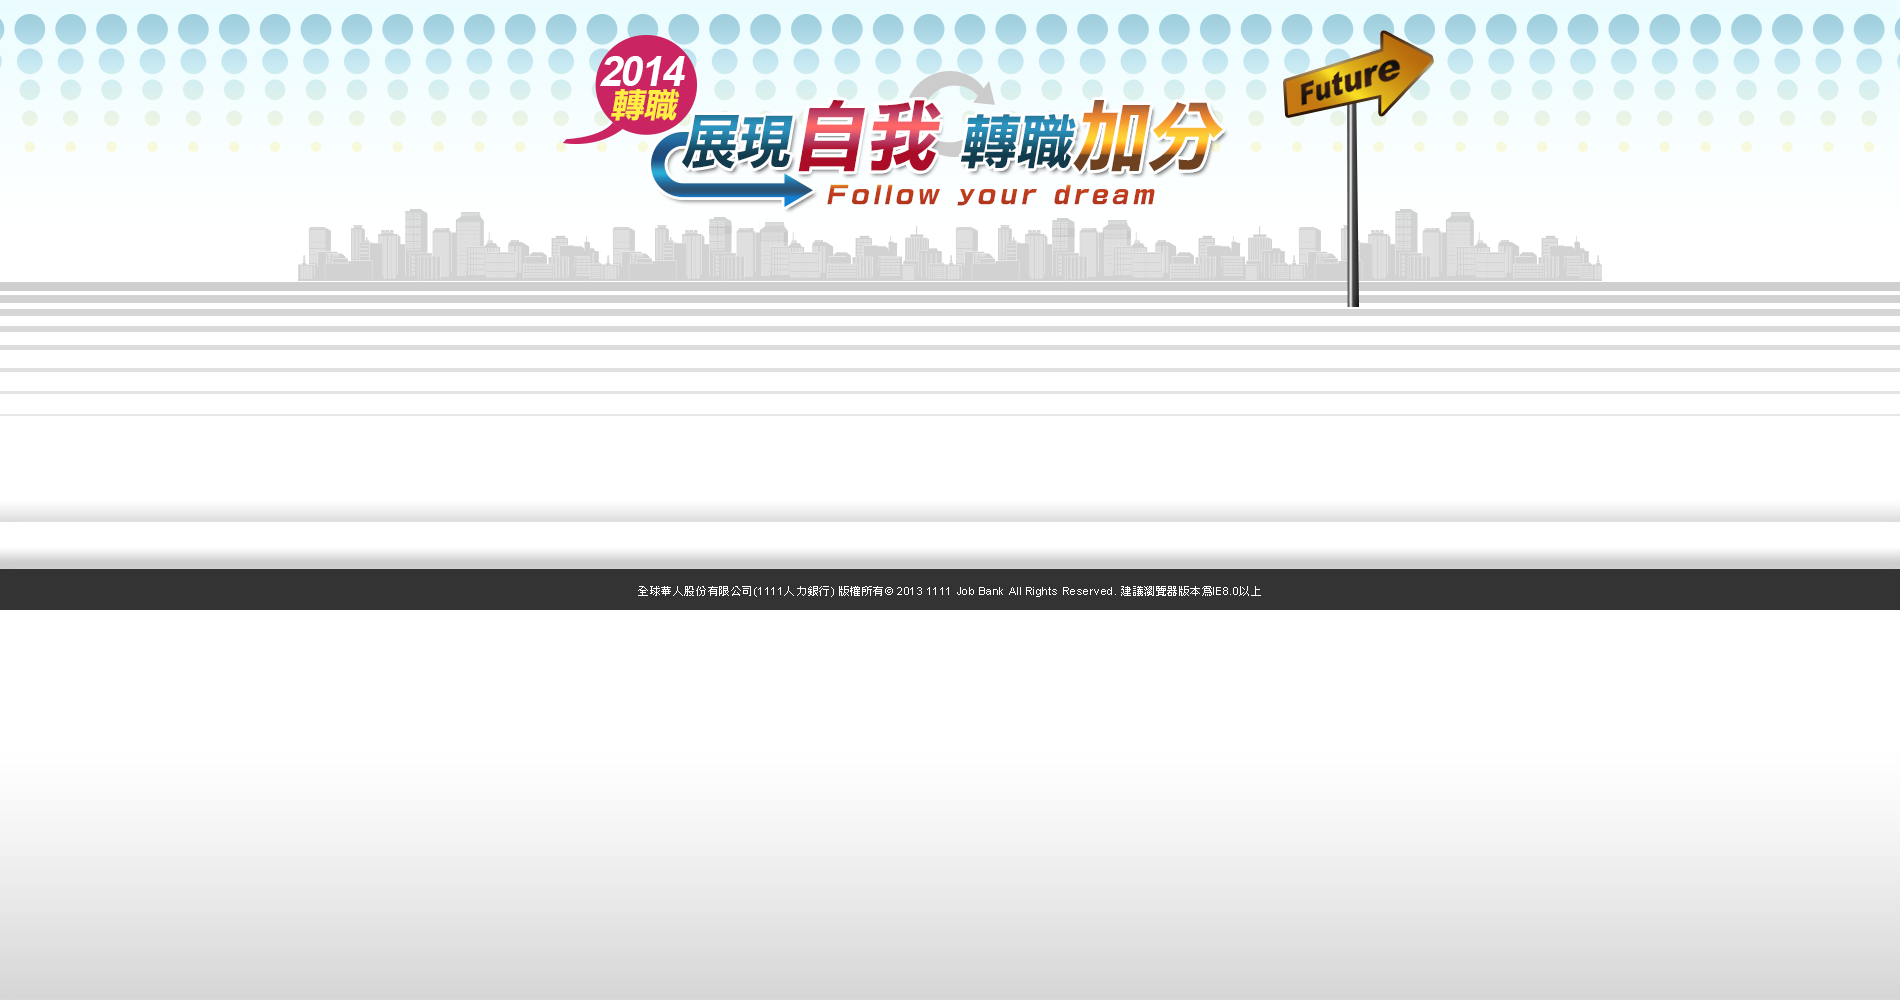 2014
轉職
展現自我 轉職加分
Follow your dream
Future
全球華人股份有限公司(1111人力銀行) 版權所有© 2013 1111 Job Bank All Rights Reserved. 建議瀏覽器版本為IE8.0以上